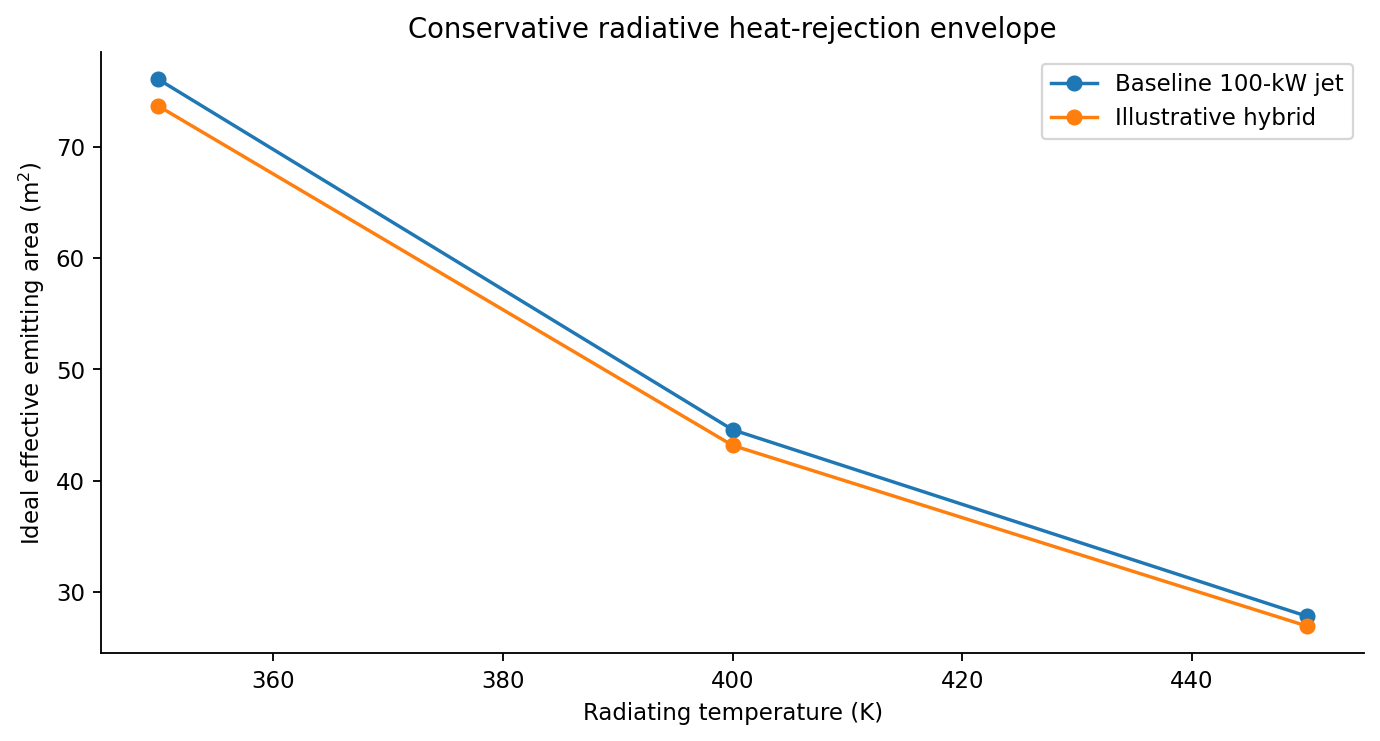 Conservative radiative heat-rejection envelope
Baseline 100-kW jet
Illustrative hybrid
Ideal effective emitting area (m²)
70
60
50
40
30
360 380 400 420 440
Radiating temperature (K)